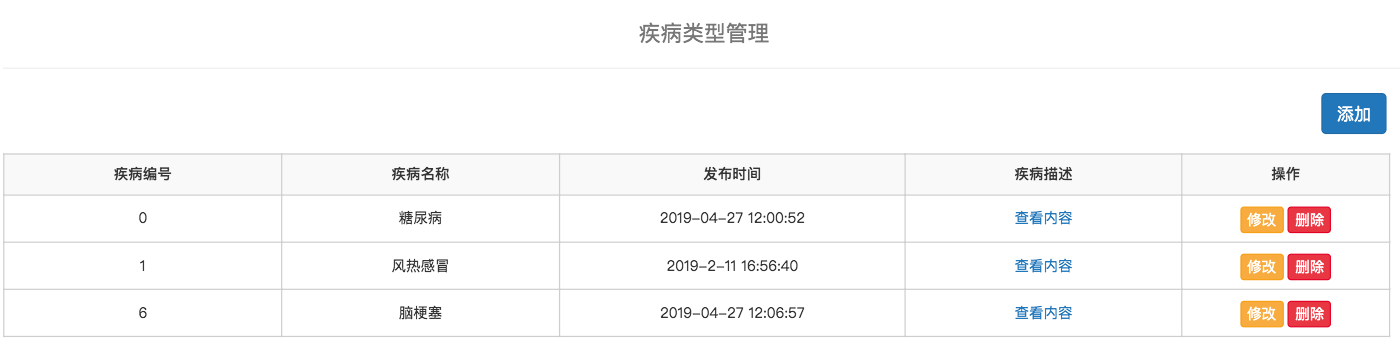 疾病类型管理
添加
疾病编号 疾病名称 发布时间 疾病描述 操作
0 糖尿病 2019-04-27 12:00:52 查看内容 修改 删除
1 风热感冒 2019-2-11 16:56:40 查看内容 修改 删除
6 脑梗塞 2019-04-27 12:06:57 查看内容 修改 删除